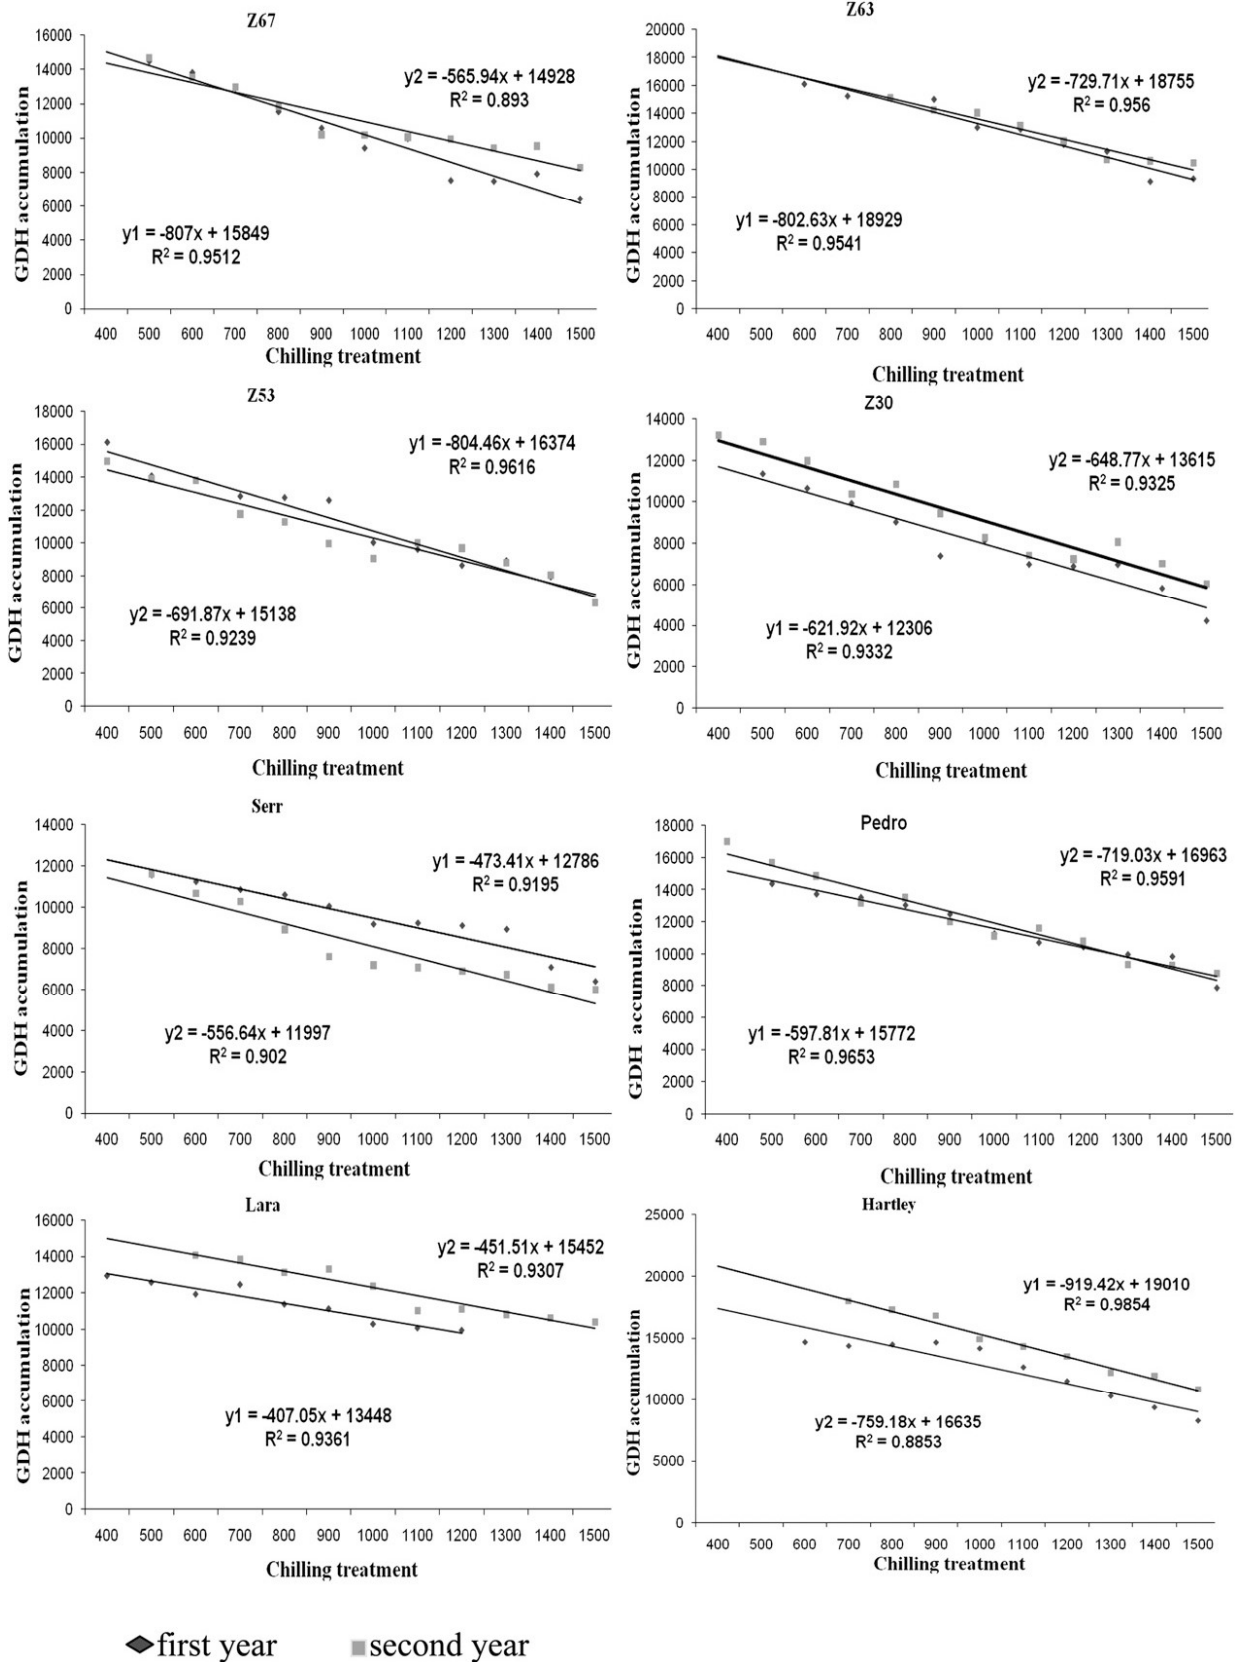 Z67
16000
14000
12000
10000
8000
6000
4000
2000
0
GDH accumulation
y2 = -565.94x + 14928
R² = 0.893
y1 = -807x + 15849
R² = 0.9512
400 500 600 700 800 900 1000 1100 1200 1300 1400 1500
Chilling treatment
Z63
20000
18000
16000
14000
12000
10000
8000
6000
4000
2000
0
GDH accumulation
y2 = -729.71x + 18755
R² = 0.956
y1 = -802.63x + 18929
R² = 0.9541
400 500 600 700 800 900 1000 1100 1200 1300 1400 1500
Chilling treatment
Z53
18000
16000
14000
12000
10000
8000
6000
4000
2000
0
GDH accumulation
y1 = -804.46x + 16374
R² = 0.9616
y2 = -691.87x + 15138
R² = 0.9239
400 500 600 700 800 900 1000 1100 1200 1300 1400 1500
Chilling treatment
Z30
14000
12000
10000
8000
6000
4000
2000
0
GDH accumulation
y2 = -648.77x + 13615
R² = 0.9325
y1 = -621.92x + 12306
R² = 0.9332
400 500 600 700 800 900 1000 1100 1200 1300 1400 1500
Chilling treatment
Serr
14000
12000
10000
8000
6000
4000
2000
0
GDH accumulation
y1 = -473.41x + 12786
R² = 0.9195
y2 = -556.64x + 11997
R² = 0.902
400 500 600 700 800 900 1000 1100 1200 1300 1400 1500
Chilling treatment
Pedro
18000
16000
14000
12000
10000
8000
6000
4000
2000
0
GDH accumulation
y2 = -719.03x + 16963
R² = 0.9591
y1 = -597.81x + 15772
R² = 0.9653
400 500 600 700 800 900 1000 1100 1200 1300 1400 1500
Chilling treatment
Lara
16000
14000
12000
10000
8000
6000
4000
2000
0
GDH accumulation
y2 = -451.51x + 15452
R² = 0.9307
y1 = -407.05x + 13448
R² = 0.9361
400 500 600 700 800 900 1000 1100 1200 1300 1400 1500
Chilling treatment
Hartley
25000
20000
15000
10000
5000
0
GDH accumulation
y1 = -919.42x + 19010
R² = 0.9854
y2 = -759.18x + 16635
R² = 0.8853
400 500 600 700 800 900 1000 1100 1200 1300 1400 1500
Chilling treatment
first year
second year